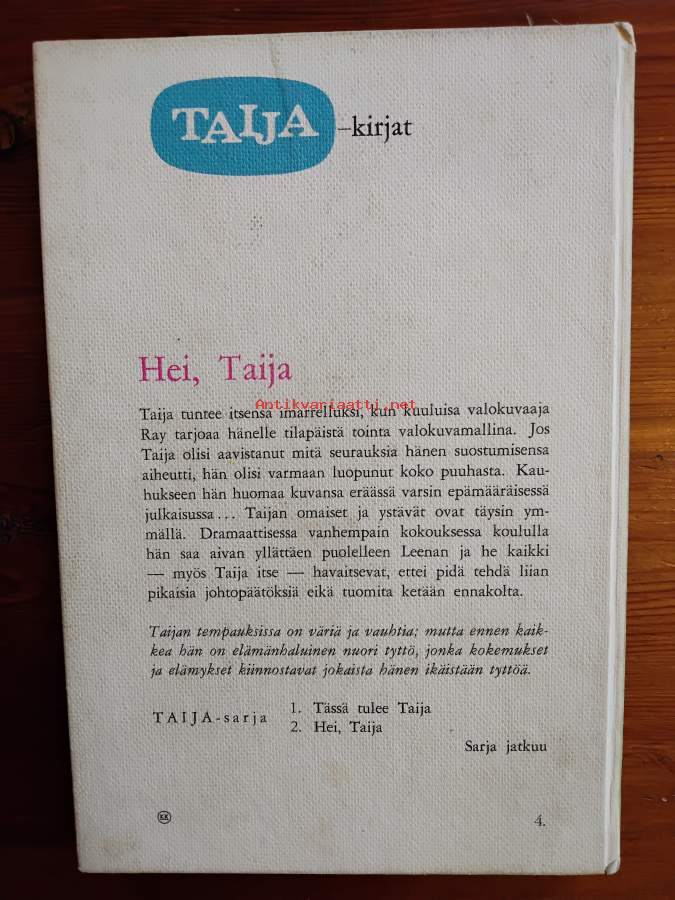 TAIJA –kirjat
Hei, Taija
Antikvariaatti.net
Taija tuntee itsensä imarrelluksi, kun kuuluisa valokuvaaja
Ray tarjoaa hänelle tilapäistä tointa valokuvamallina. Jos
Taija olisi aavistanut mitä seurauksia hänen suostumisensa
aiheutti, hän olisi varmaan luopunut koko puuhasta. Kau-
hukseen hän huomaa kuvansa eräässä varsin epämääräisessä
julkaisussa... Taijan omaiset ja ystävät ovat täysin ym-
mällä. Dramaattisessa vanhempain kokouksessa koululla
hän saa aivan yllättäen puolelleen Leenan ja he kaikki
— myös Taija itse — havaitsevat, ettei pidä tehdä liian
pikaisia johtopäätöksiä eikä tuomita ketään ennakolta.
Taijan tempauksissa on väriä ja vauhtia; mutta ennen kaik-
kea hän on elämänhaluinen nuori tyttö, jonka kokemukset
ja elämykset kiinnostavat jokaista hänen ikäistään tyttöä.
TAIJA-sarja
1. Tässä tulee Taija
2. Hei, Taija
Sarja jatkuu
KK
4.